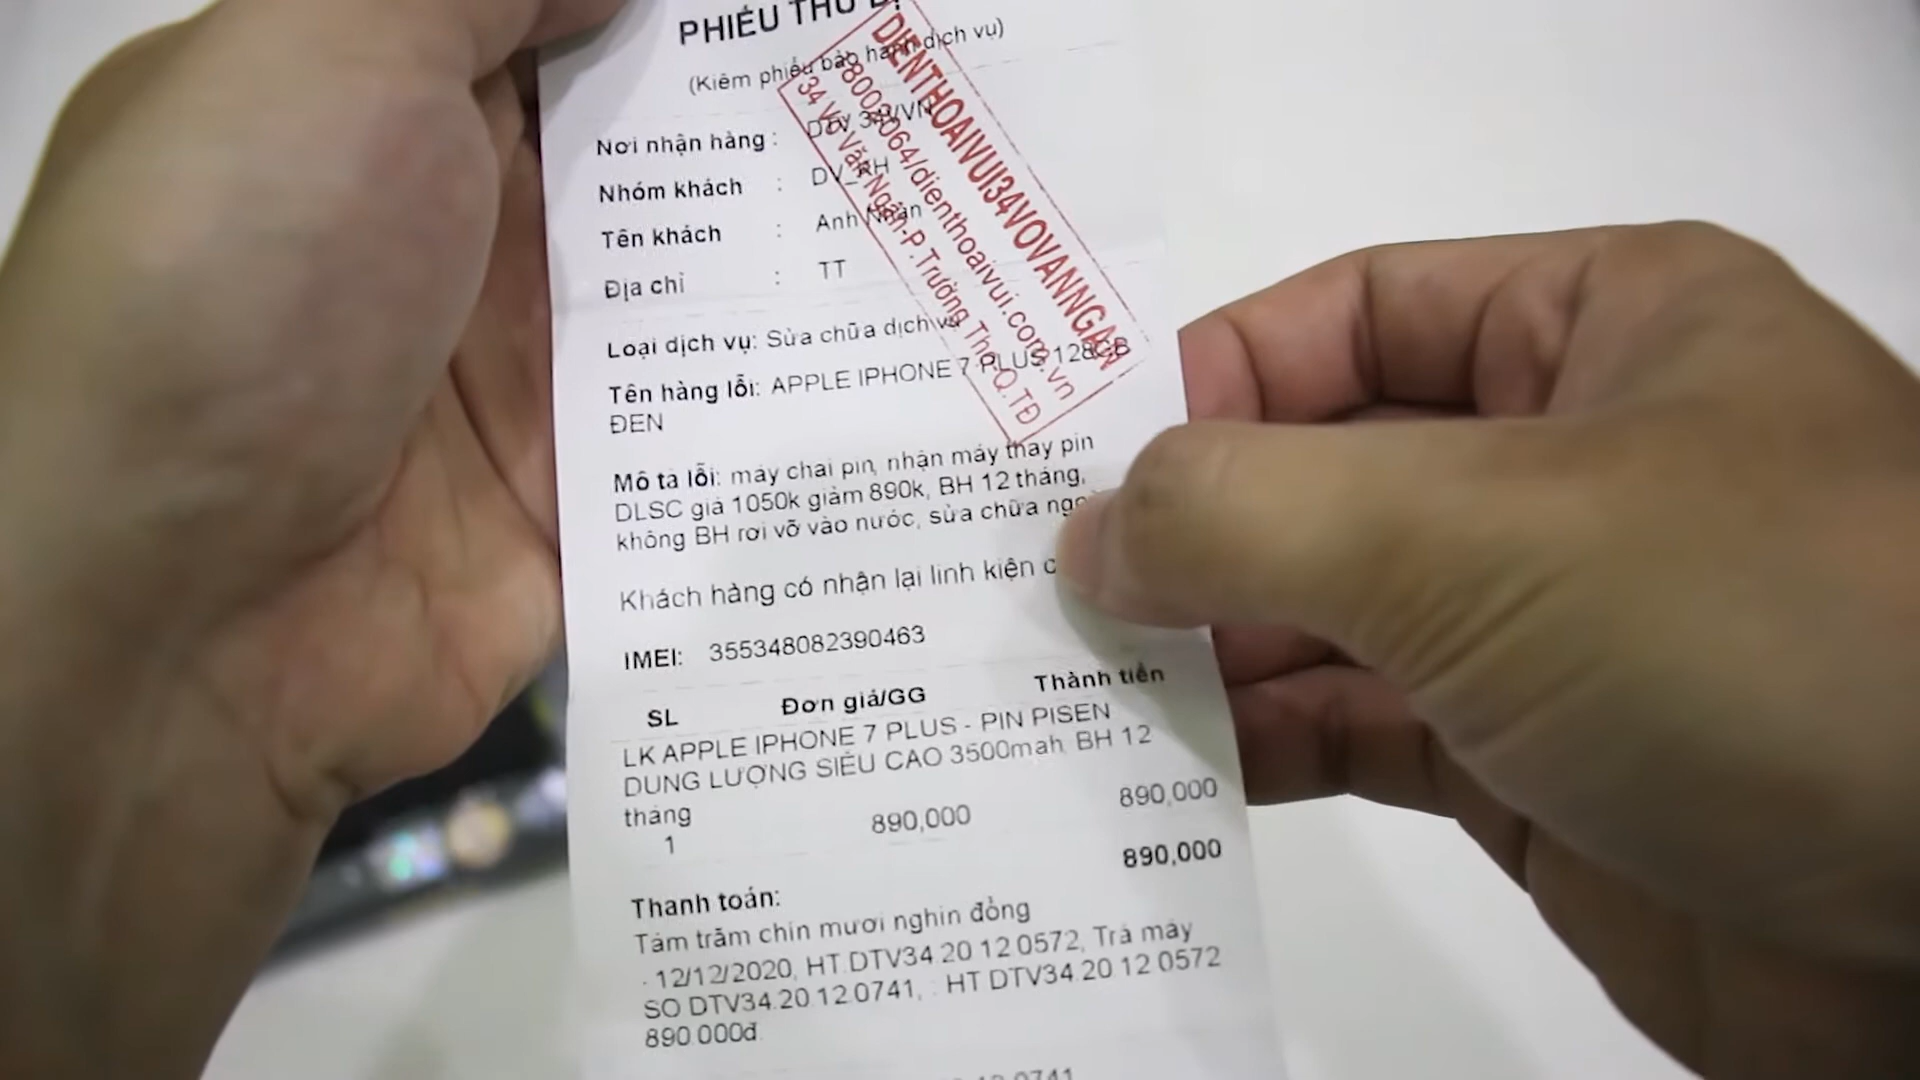 PHIẾU THU
(Kiêm phiếu bảo hành dịch vụ)
Nơi nhận hàng : DTV 34VVN
Nhóm khách :
Tên khách : Anh Nhận
Địa chỉ : TT
Loại dịch vụ: Sửa chữa dịch vụ
Tên hàng lỗi: APPLE IPHONE 7 PLUS 128GB
ĐEN
Mô tả lỗi: máy chai pin, nhận máy thay pin
DLSC giá 1050k giảm 890k, BH 12 tháng,
không BH rơi vỡ vào nước, sửa chữa
Khách hàng có nhận lại linh kiện
IMEI: 355348082390463
SL Đơn giá/GG Thành tiền
LK APPLE IPHONE 7 PLUS - PIN PISEN
DUNG LƯỢNG SIÊU CAO 3500mah, BH 12
tháng
1 890,000 890,000
890,000
Thanh toán:
Tám trăm chín mươi nghìn đồng
- 12/12/2020, HT.DTV34.20.12.0572, Trả máy
SO DTV34.20.12.0741, : HT.DTV34.20.12.0572
890.000đ
DIENTHOAIVUI34VOVANNGAN
/dienthoaivui.com.vn
34 Võ Văn Ngân-P.Trường Thọ-Q.TĐ